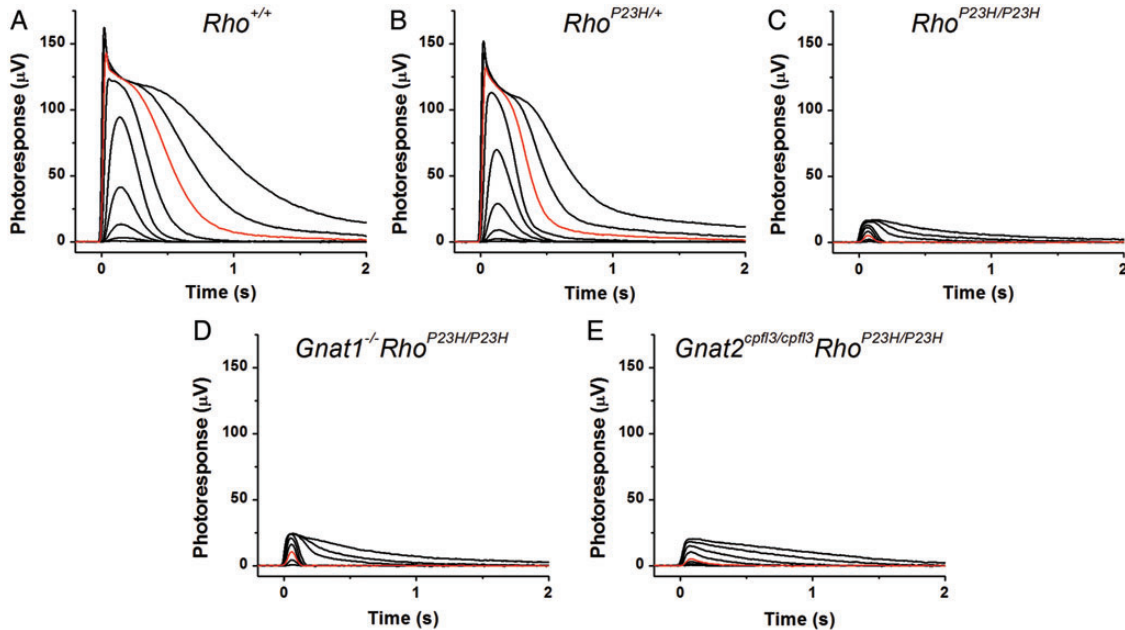 A
Rho+/+
Photoresponse (μV)
150
100
50
0
0
1
2
Time (s)
B
RhoP23H/+
Photoresponse (μV)
150
100
50
0
0
1
2
Time (s)
C
RhoP23H/P23H
Photoresponse (μV)
150
100
50
0
0
1
2
Time (s)
D
Gnat1-/-RhoP23H/P23H
Photoresponse (μV)
150
100
50
0
0
1
2
Time (s)
E
Gnat2cpfl3/cpfl3RhoP23H/P23H
Photoresponse (μV)
150
100
50
0
0
1
2
Time (s)